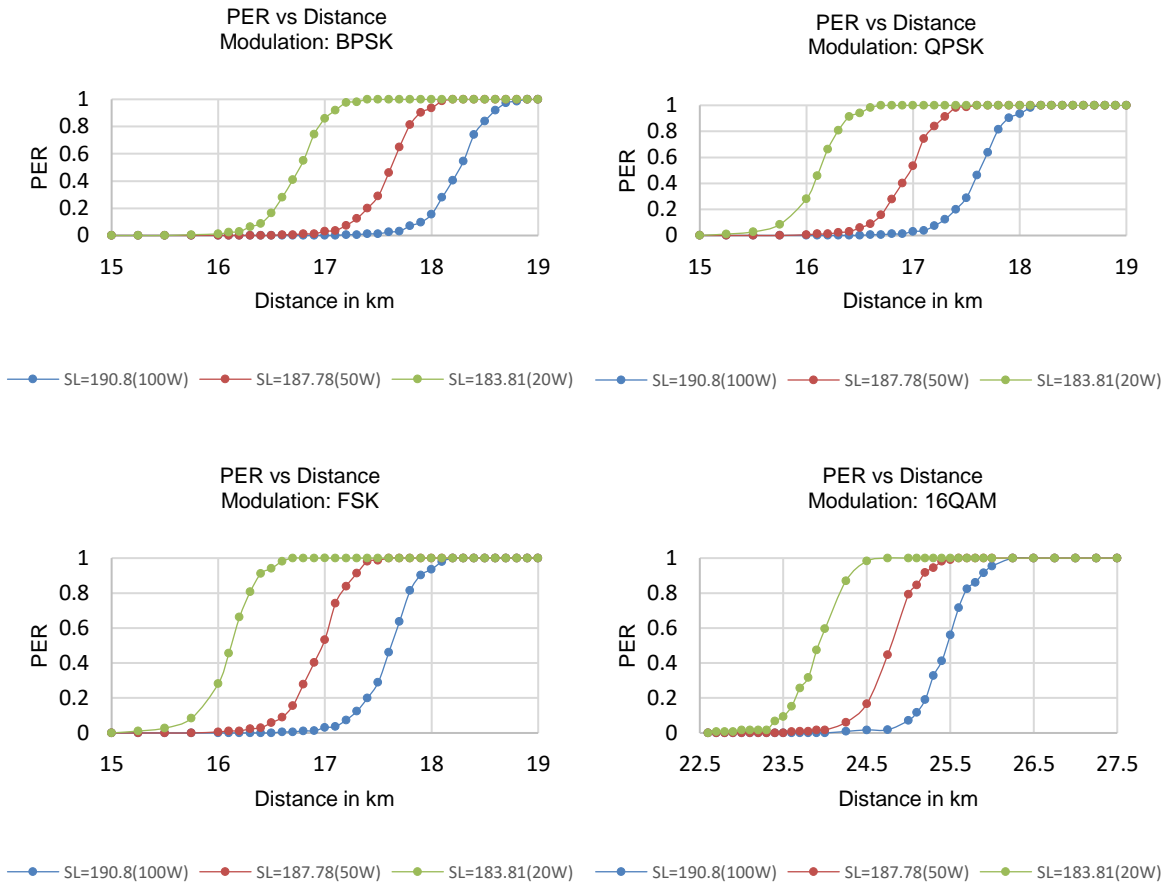 PER vs Distance
Modulation: BPSK
1
0.8
0.6
0.4
0.2
0
PER
15 16 17 18 19
Distance in km
SL=190.8(100W) SL=187.78(50W) SL=183.81(20W)
PER vs Distance
Modulation: QPSK
1
0.8
0.6
0.4
0.2
0
PER
15 16 17 18 19
Distance in km
SL=190.8(100W) SL=187.78(50W) SL=183.81(20W)
PER vs Distance
Modulation: FSK
1
0.8
0.6
0.4
0.2
0
PER
15 16 17 18 19
Distance in km
SL=190.8(100W) SL=187.78(50W) SL=183.81(20W)
PER vs Distance
Modulation: 16QAM
1
0.8
0.6
0.4
0.2
0
PER
22.5 23.5 24.5 25.5 26.5 27.5
Distance in km
SL=190.8(100W) SL=187.78(50W) SL=183.81(20W)